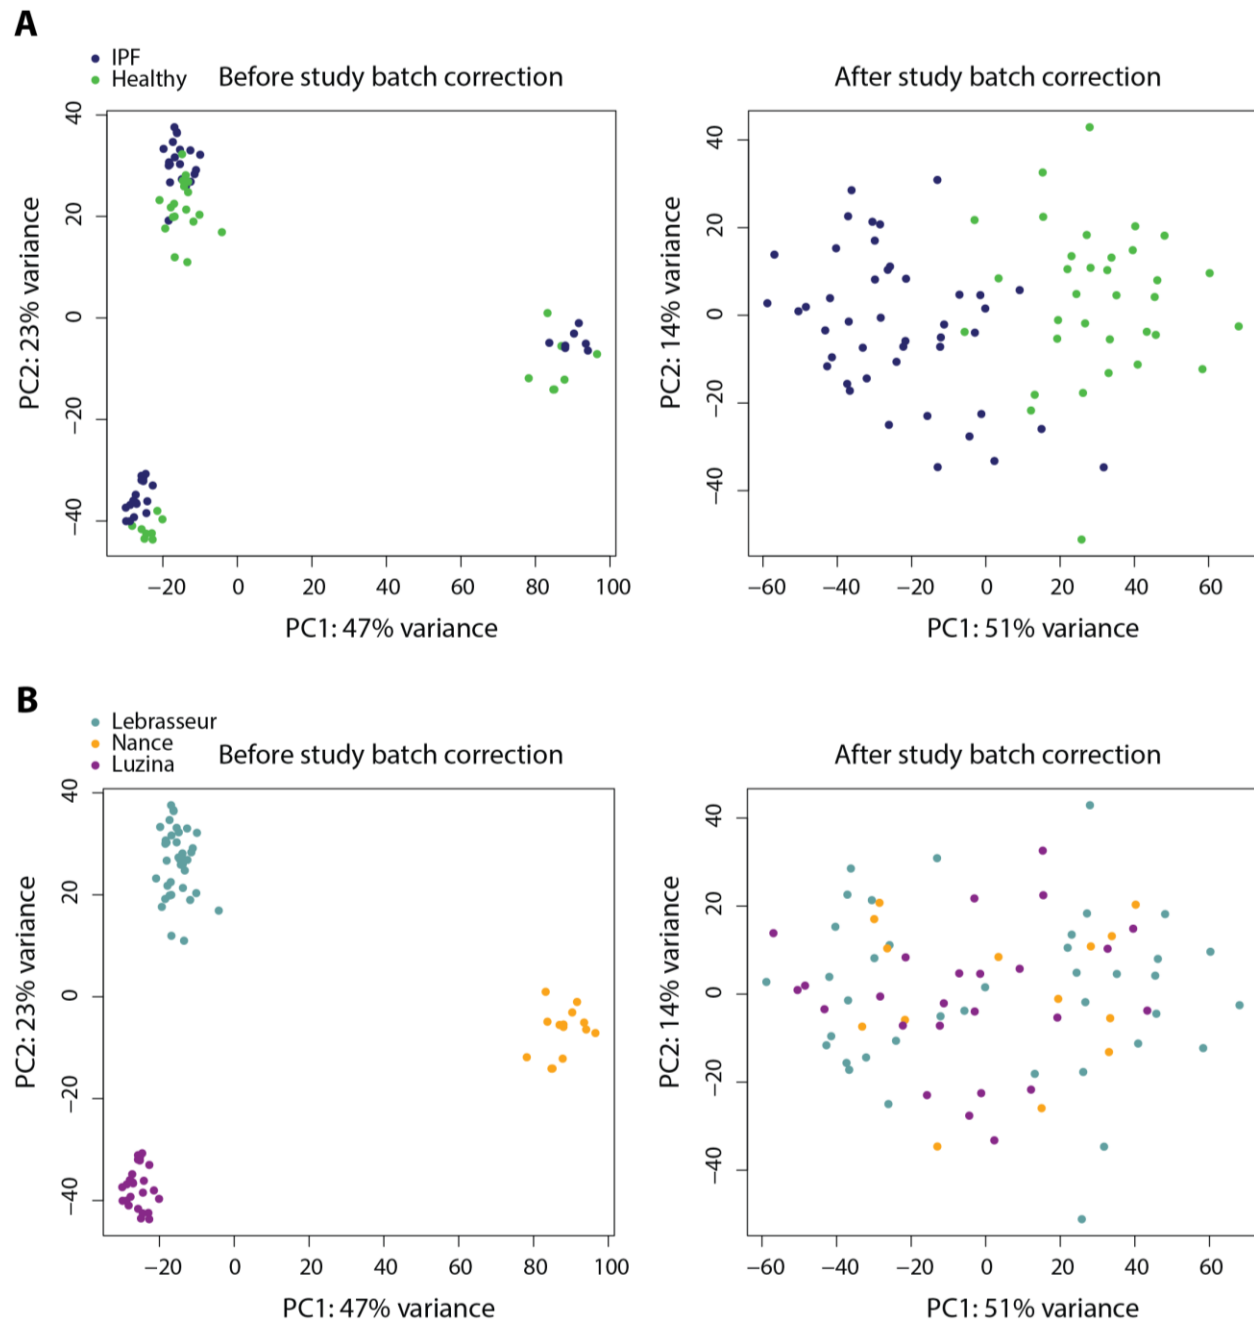 A
IPF
Healthy
Before study batch correction
After study batch correction
40
20
0
−20
−40
PC2: 23% variance
−20 0 20 40 60 80 100
PC1: 47% variance
40
20
0
−20
−40
PC2: 14% variance
−60 −40 −20 0 20 40 60
PC1: 51% variance
B
Lebrasseur
Nance
Luzina
Before study batch correction
After study batch correction
40
20
0
−20
−40
PC2: 23% variance
−20 0 20 40 60 80 100
PC1: 47% variance
40
20
0
−20
−40
PC2: 14% variance
−60 −40 −20 0 20 40 60
PC1: 51% variance